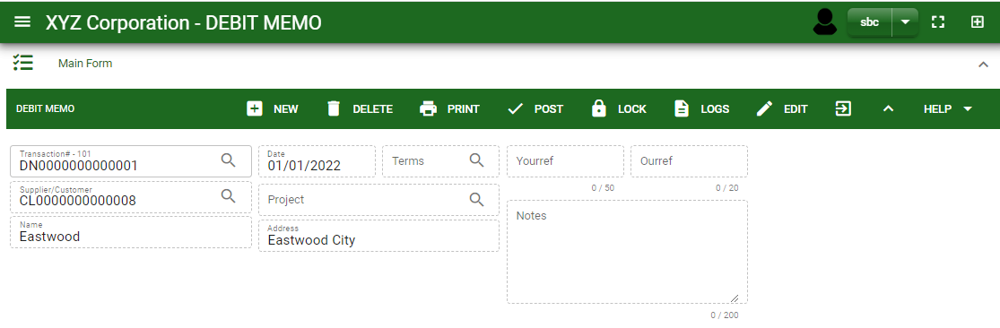 XYZ Corporation - DEBIT MEMO
sbc
Main Form
DEBIT MEMO
NEW
DELETE
PRINT
POST
LOCK
LOGS
EDIT
HELP
Transaction# - 101
DN0000000000001
Date
01/01/2022
Terms
Yourref
Ourref
0 / 50
0 / 20
Supplier/Customer
CL0000000000008
Project
Notes
Name
Eastwood
Address
Eastwood City
0 / 200